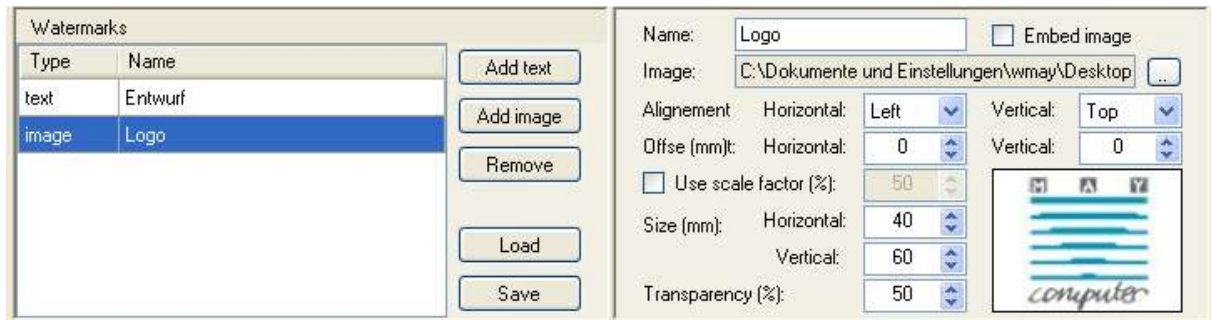 Watermarks
Type Name
text Entwurf
image Logo
Add text
Add image
Remove
Load
Save
Name: Logo Embed image
Image: C:\Dokumente und Einstellungen\wmay\Desktop ..
Alignement Horizontal: Left Vertical: Top
Offse (mm)t: Horizontal: 0 Vertical: 0
Use scale factor (%): 50
Size (mm): Horizontal: 40
Vertical: 60
Transparency (%): 50
M A Y
computer